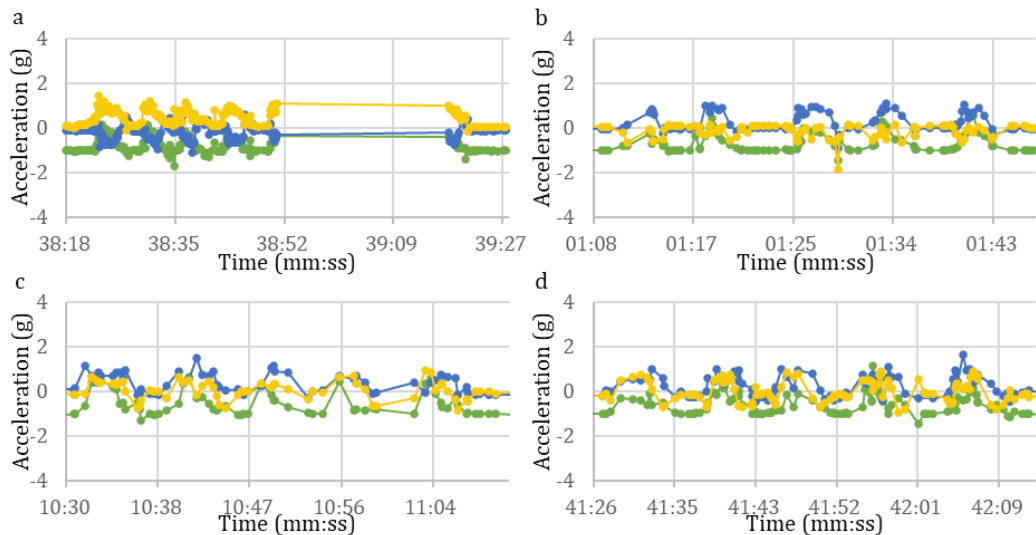 a
Acceleration (g)
4
2
0
-2
-4
38:18 38:35 38:52 39:09 39:27
Time (mm:ss)
b
Acceleration (g)
4
2
0
-2
-4
01:08 01:17 01:25 01:34 01:43
Time (mm:ss)
c
Acceleration (g)
4
2
0
-2
-4
10:30 10:38 10:47 10:56 11:04
Time (mm:ss)
d
Acceleration (g)
4
2
0
-2
-4
41:26 41:35 41:43 41:52 42:01 42:09
Time (mm:ss)